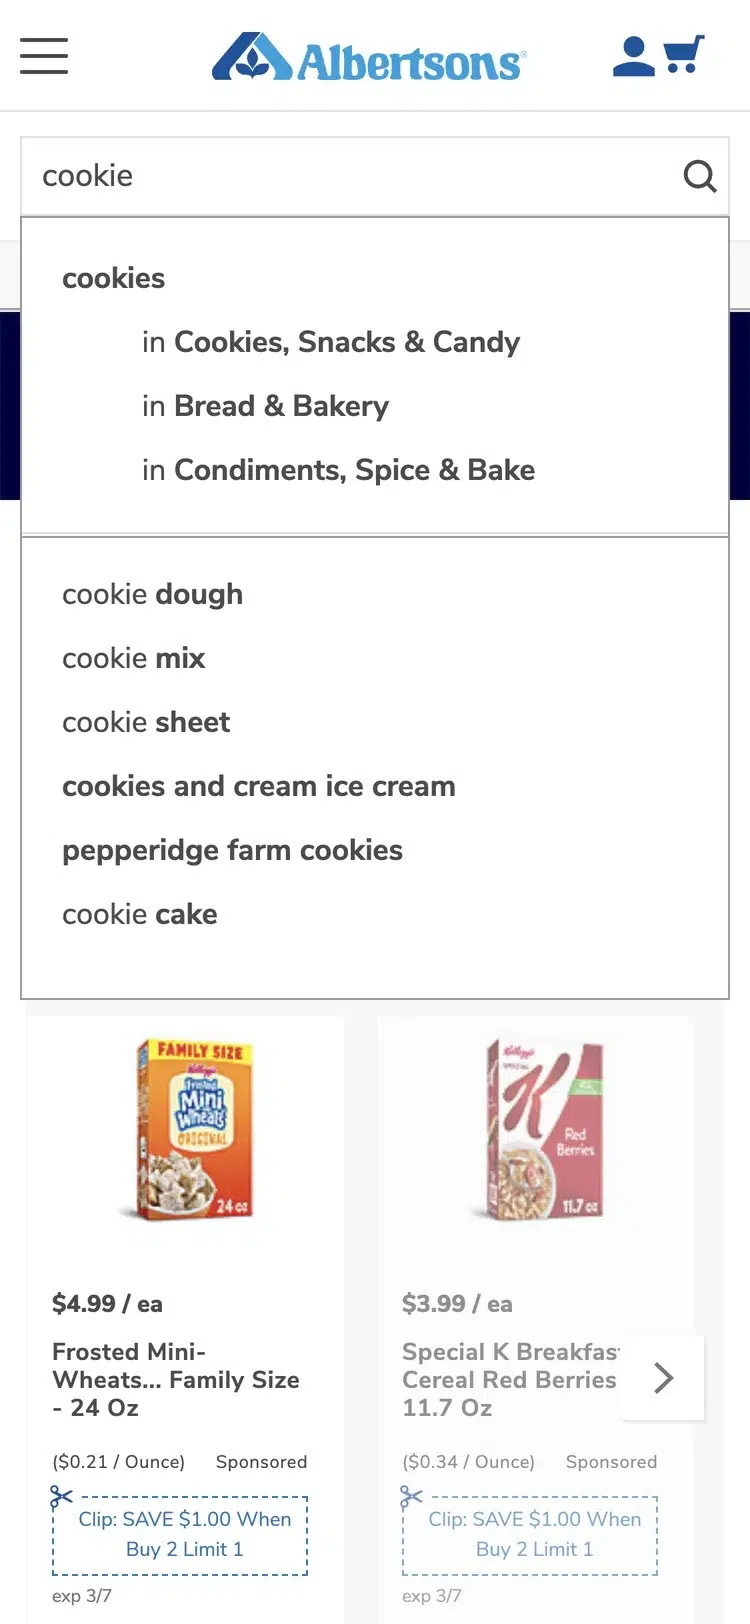 Albertsons®
cookie
cookies
in Cookies, Snacks & Candy
in Bread & Bakery
in Condiments, Spice & Bake
cookie dough
cookie mix
cookie sheet
cookies and cream ice cream
pepperidge farm cookies
cookie cake
FAMILY SIZE
Kellogg's
Frosted
Mini
Wheats
ORIGINAL
24 oz
Kellogg's
SPECIAL
K
Red
Berries
11.7 oz
$4.99 / ea
Frosted Mini-
Wheats... Family Size
- 24 Oz
($0.21 / Ounce) Sponsored
Clip: SAVE $1.00 When
Buy 2 Limit 1
exp 3/7
$3.99 / ea
Special K Breakfast
Cereal Red Berries
11.7 Oz
($0.34 / Ounce) Sponsored
Clip: SAVE $1.00 When
Buy 2 Limit 1
exp 3/7